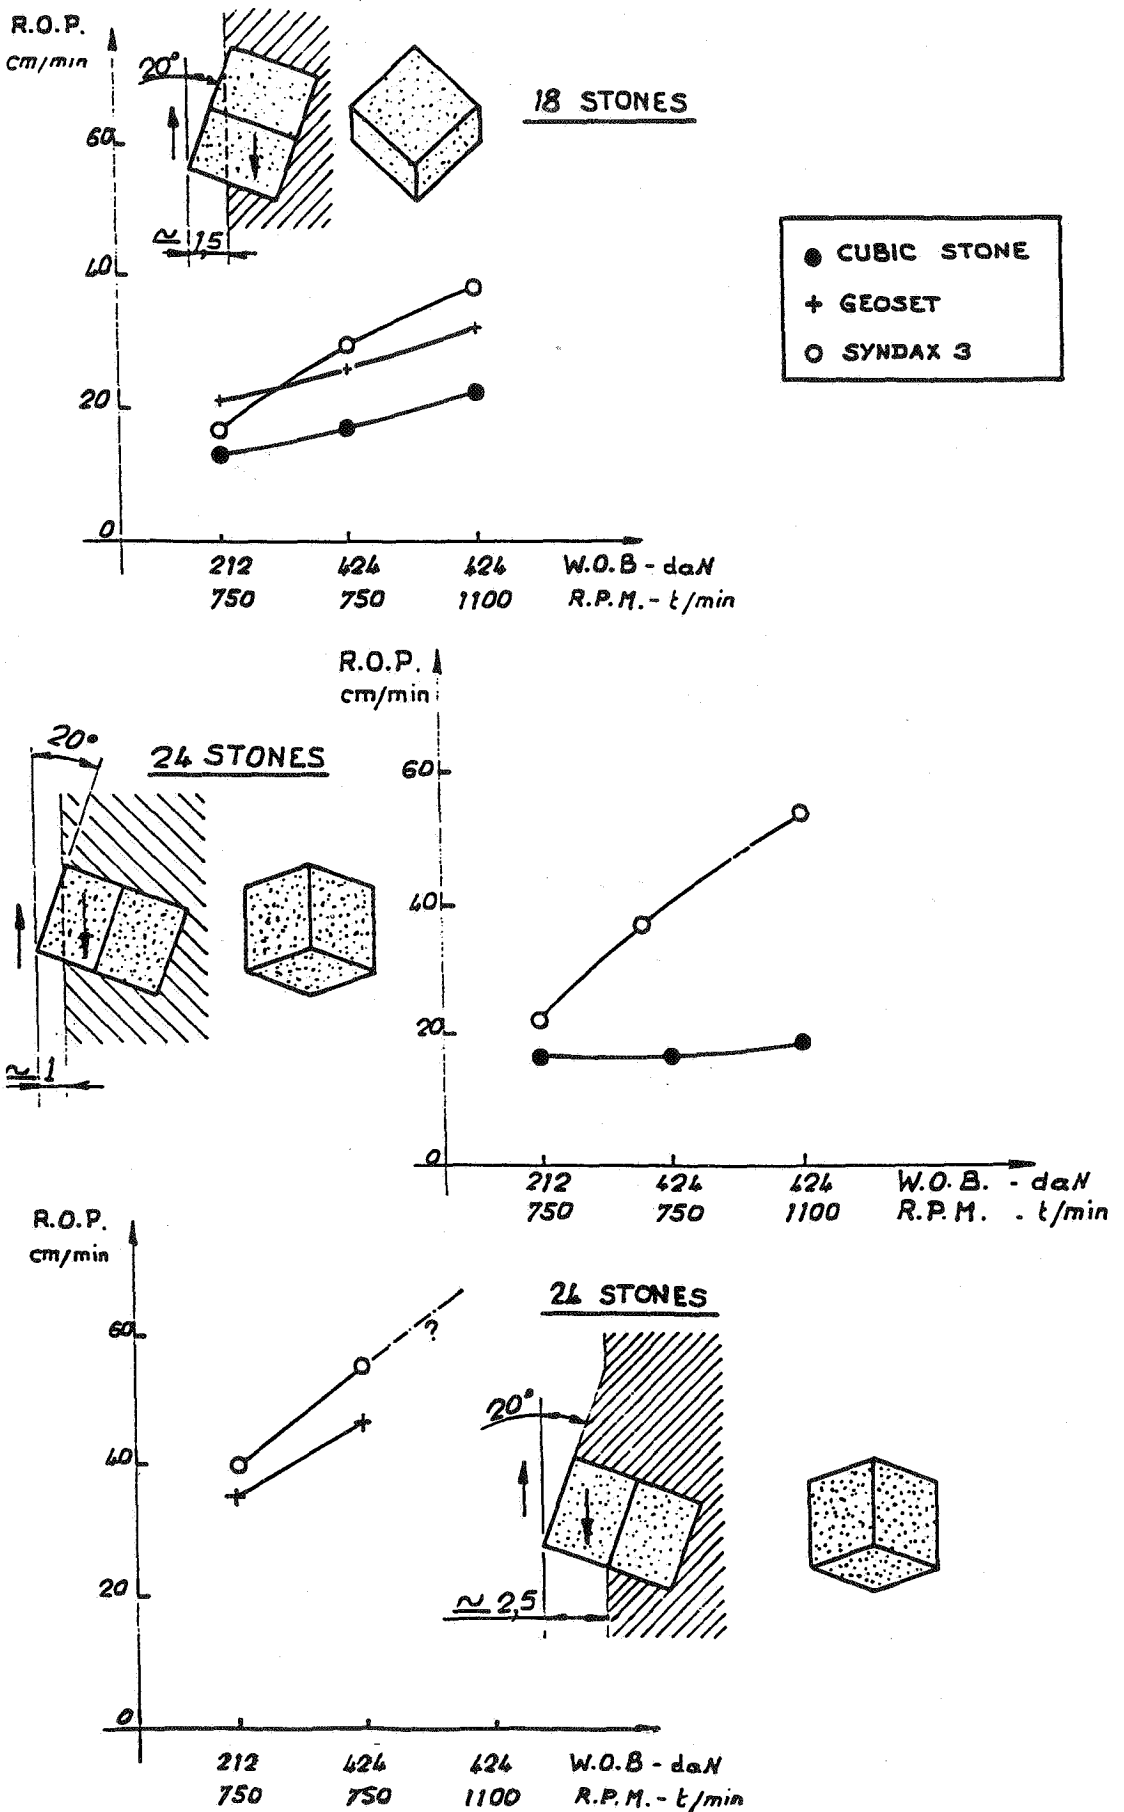 R.O.P.
cm/min
20°
18 STONES
60
≃ 1,5
40
● CUBIC STONE
+ GEOSET
○ SYNDAX 3
20
0
212 424 424 W.O.B - daN
750 750 1100 R.P.M. - t/min
R.O.P.
cm/min
20°
24 STONES
60
40
20
≃ 1
0
212 424 424 W.O.B. - daN
750 750 1100 R.P.M. - t/min
R.O.P.
cm/min
24 STONES
60
?
20°
40
20
≃ 2,5
0
212 424 424 W.O.B - daN
750 750 1100 R.P.M. - t/min